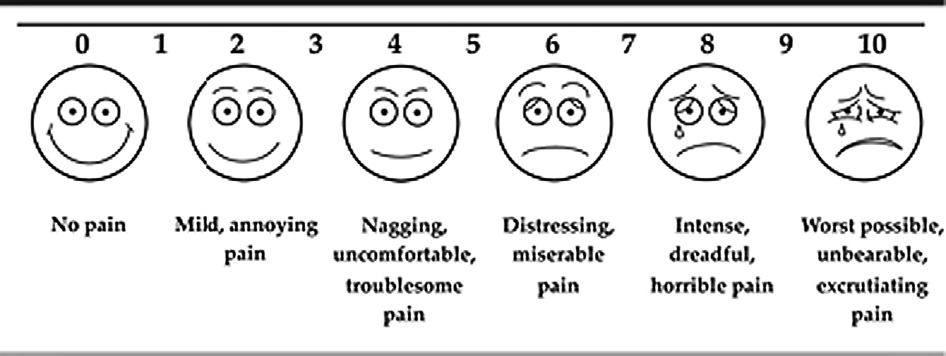 0 1 2 3 4 5 6 7 8 9 10
No pain
Mild, annoying
pain
Nagging,
uncomfortable,
troublesome
pain
Distressing,
miserable
pain
Intense,
dreadful,
horrible pain
Worst possible,
unbearable,
excrutiating
pain